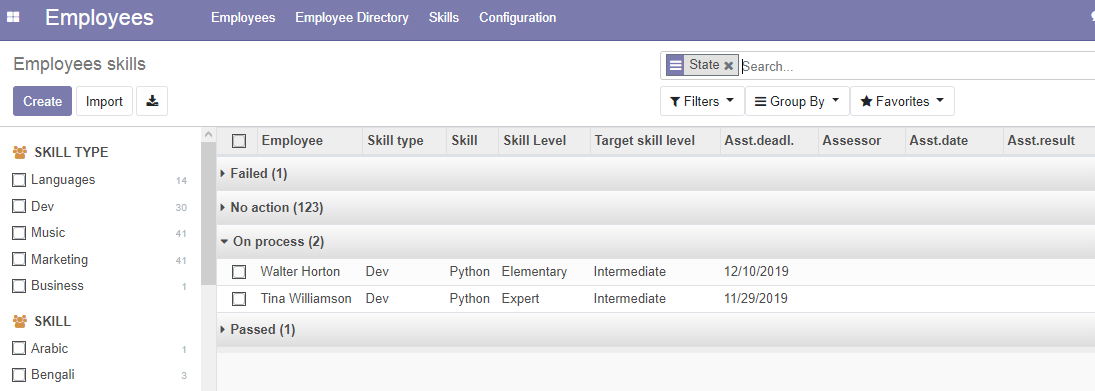 Employees Employees Employee Directory Skills Configuration
Employees skills
State Search...
Create Import
Filters Group By Favorites
SKILL TYPE
Languages 14
Dev 30
Music 41
Marketing 41
Business 1
SKILL
Arabic 1
Bengali 3
Employee Skill type Skill Skill Level Target skill level Asst.deadl. Assessor Asst.date Asst.result
Failed (1)
No action (123)
On process (2)
Walter Horton Dev Python Elementary Intermediate 12/10/2019
Tina Williamson Dev Python Expert Intermediate 11/29/2019
Passed (1)